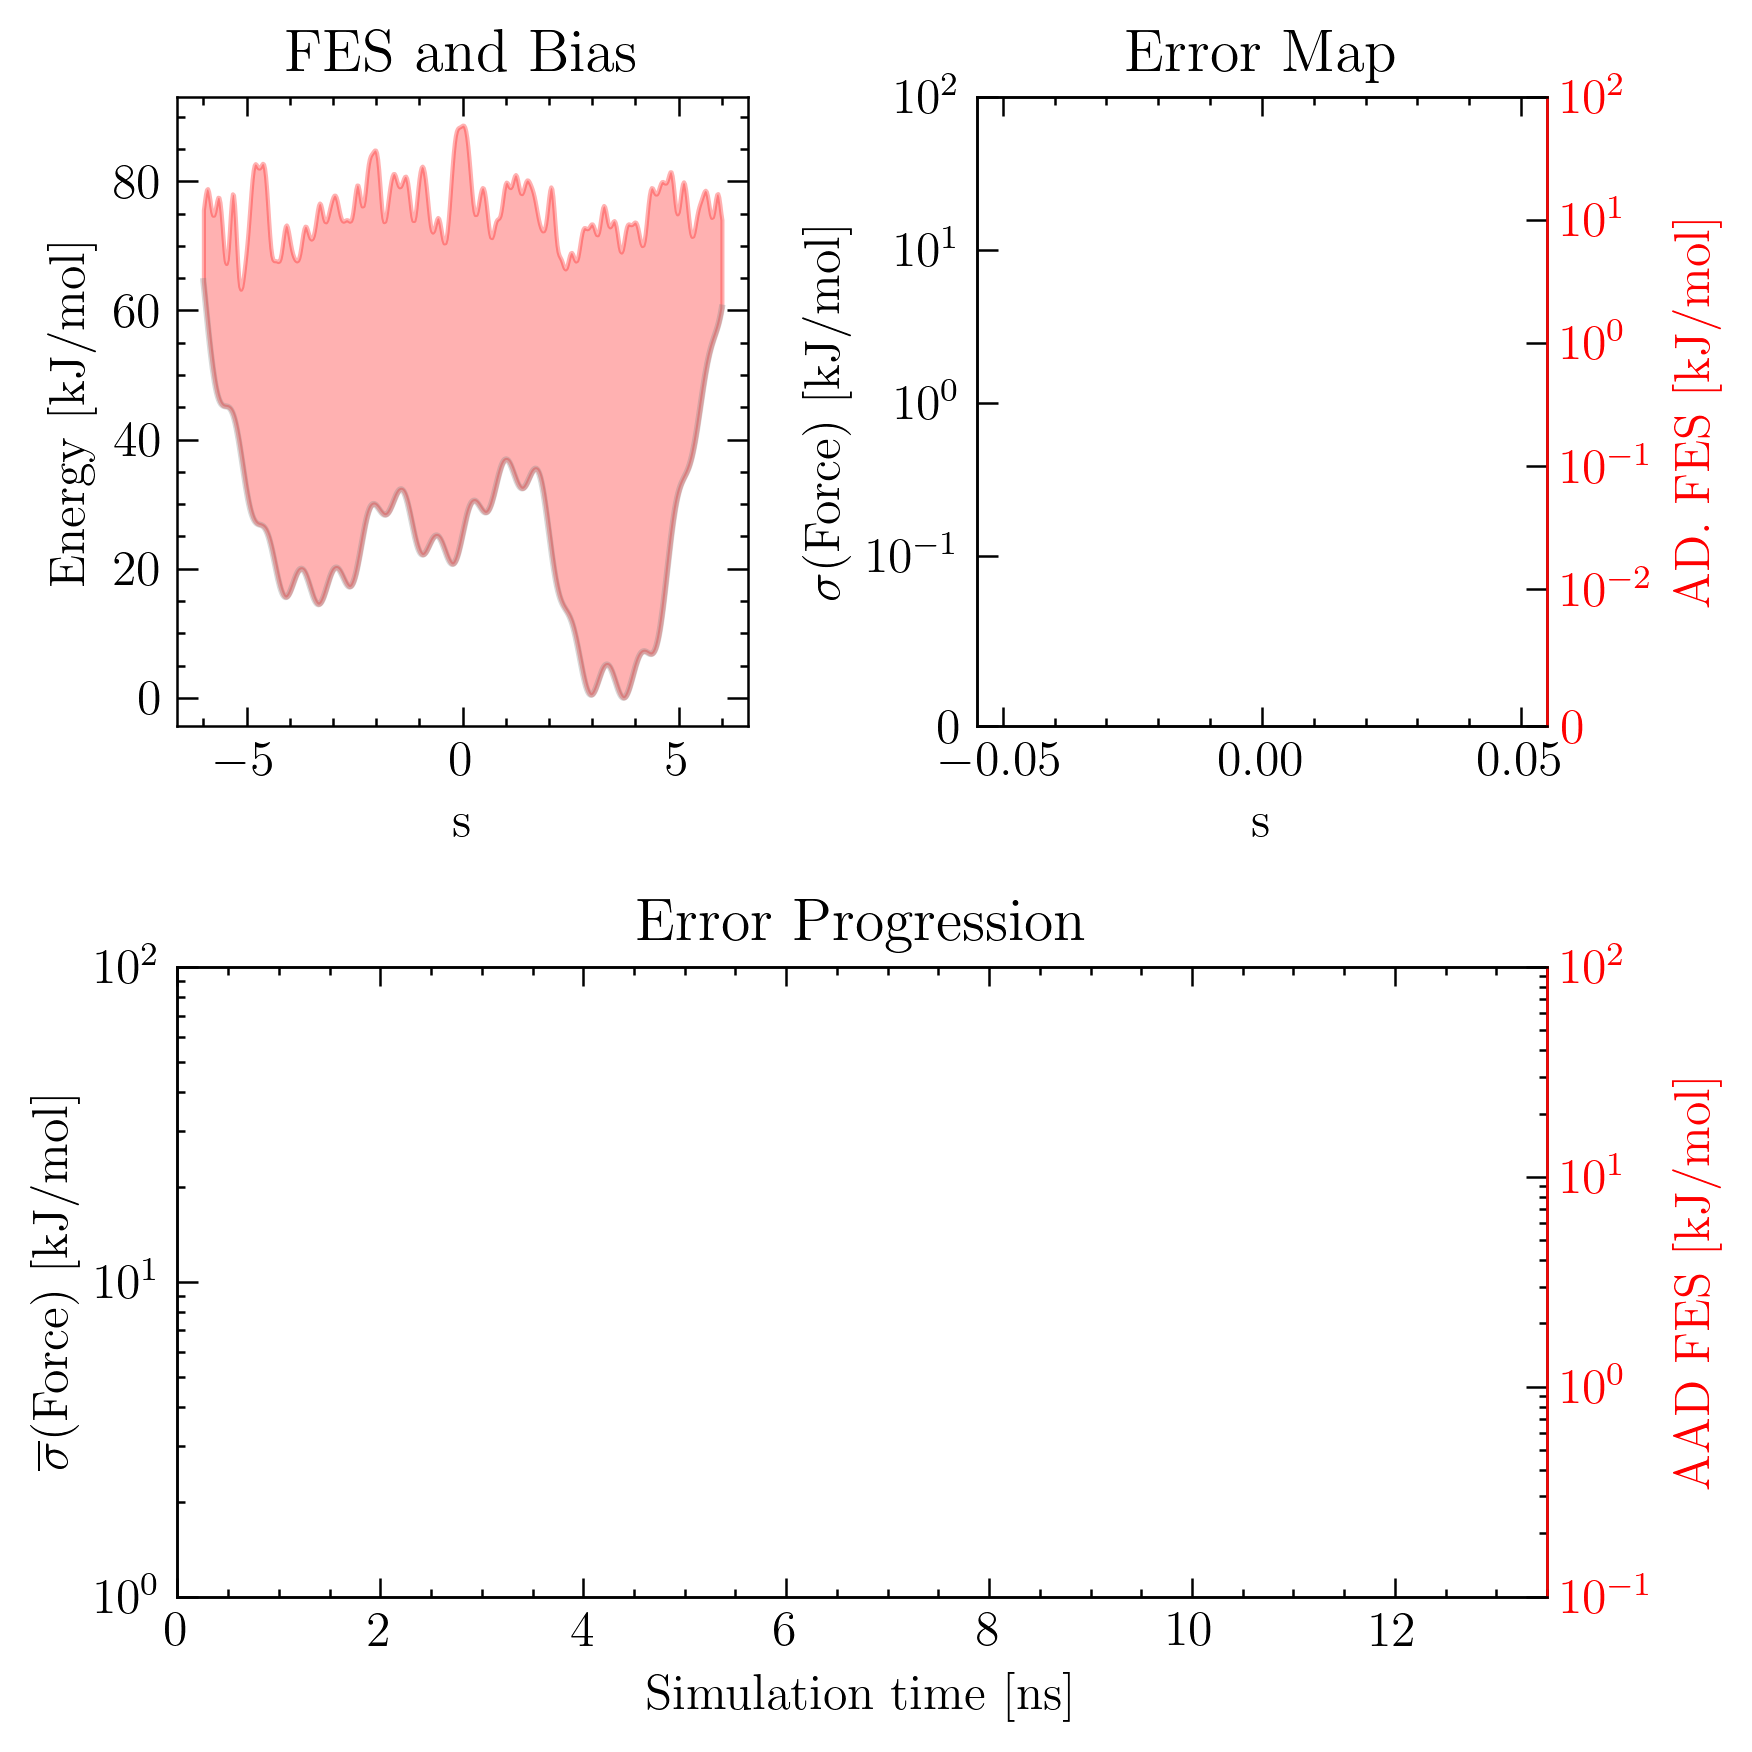 FES and Bias
Energy [kJ/mol]
80
60
40
20
0
−5 0 5
s
Error Map
σ(Force) [kJ/mol]
10²
10¹
10⁰
10⁻¹
0
10²
10¹
10⁰
10⁻¹
10⁻²
0
AD. FES [kJ/mol]
−0.05 0.00 0.05
s
Error Progression
σ̅(Force) [kJ/mol]
10²
10¹
10⁰
10²
10¹
10⁰
10⁻¹
AAD FES [kJ/mol]
0 2 4 6 8 10 12
Simulation time [ns]